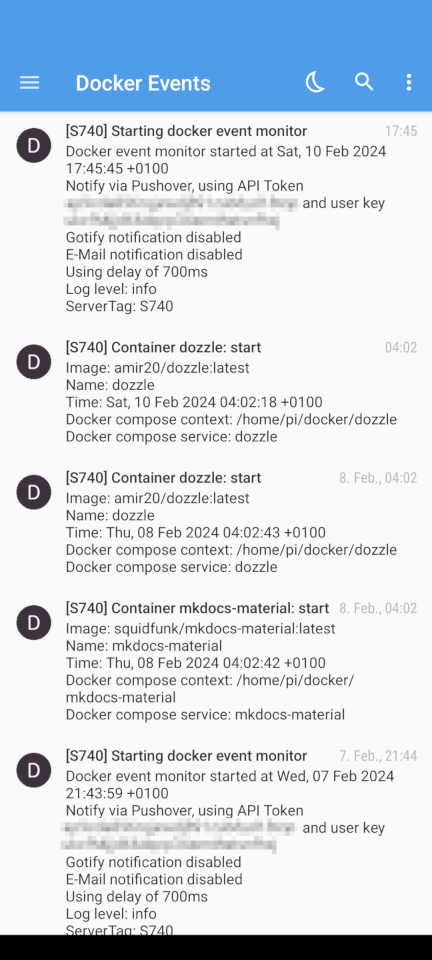 Docker Events
D
[S740] Starting docker event monitor 17:45
Docker event monitor started at Sat, 10 Feb 2024
17:45:45 +0100
Notify via Pushover, using API Token
and user key
Gotify notification disabled
E-Mail notification disabled
Using delay of 700ms
Log level: info
ServerTag: S740
D
[S740] Container dozzle: start 04:02
Image: amir20/dozzle:latest
Name: dozzle
Time: Sat, 10 Feb 2024 04:02:18 +0100
Docker compose context: /home/pi/docker/dozzle
Docker compose service: dozzle
D
[S740] Container dozzle: start 8. Feb., 04:02
Image: amir20/dozzle:latest
Name: dozzle
Time: Thu, 08 Feb 2024 04:02:43 +0100
Docker compose context: /home/pi/docker/dozzle
Docker compose service: dozzle
D
[S740] Container mkdocs-material: start 8. Feb., 04:02
Image: squidfunk/mkdocs-material:latest
Name: mkdocs-material
Time: Thu, 08 Feb 2024 04:02:42 +0100
Docker compose context: /home/pi/docker/
mkdocs-material
Docker compose service: mkdocs-material
D
[S740] Starting docker event monitor 7. Feb., 21:44
Docker event monitor started at Wed, 07 Feb 2024
21:43:59 +0100
Notify via Pushover, using API Token
and user key
Gotify notification disabled
E-Mail notification disabled
Using delay of 700ms
Log level: info
ServerTag: S740